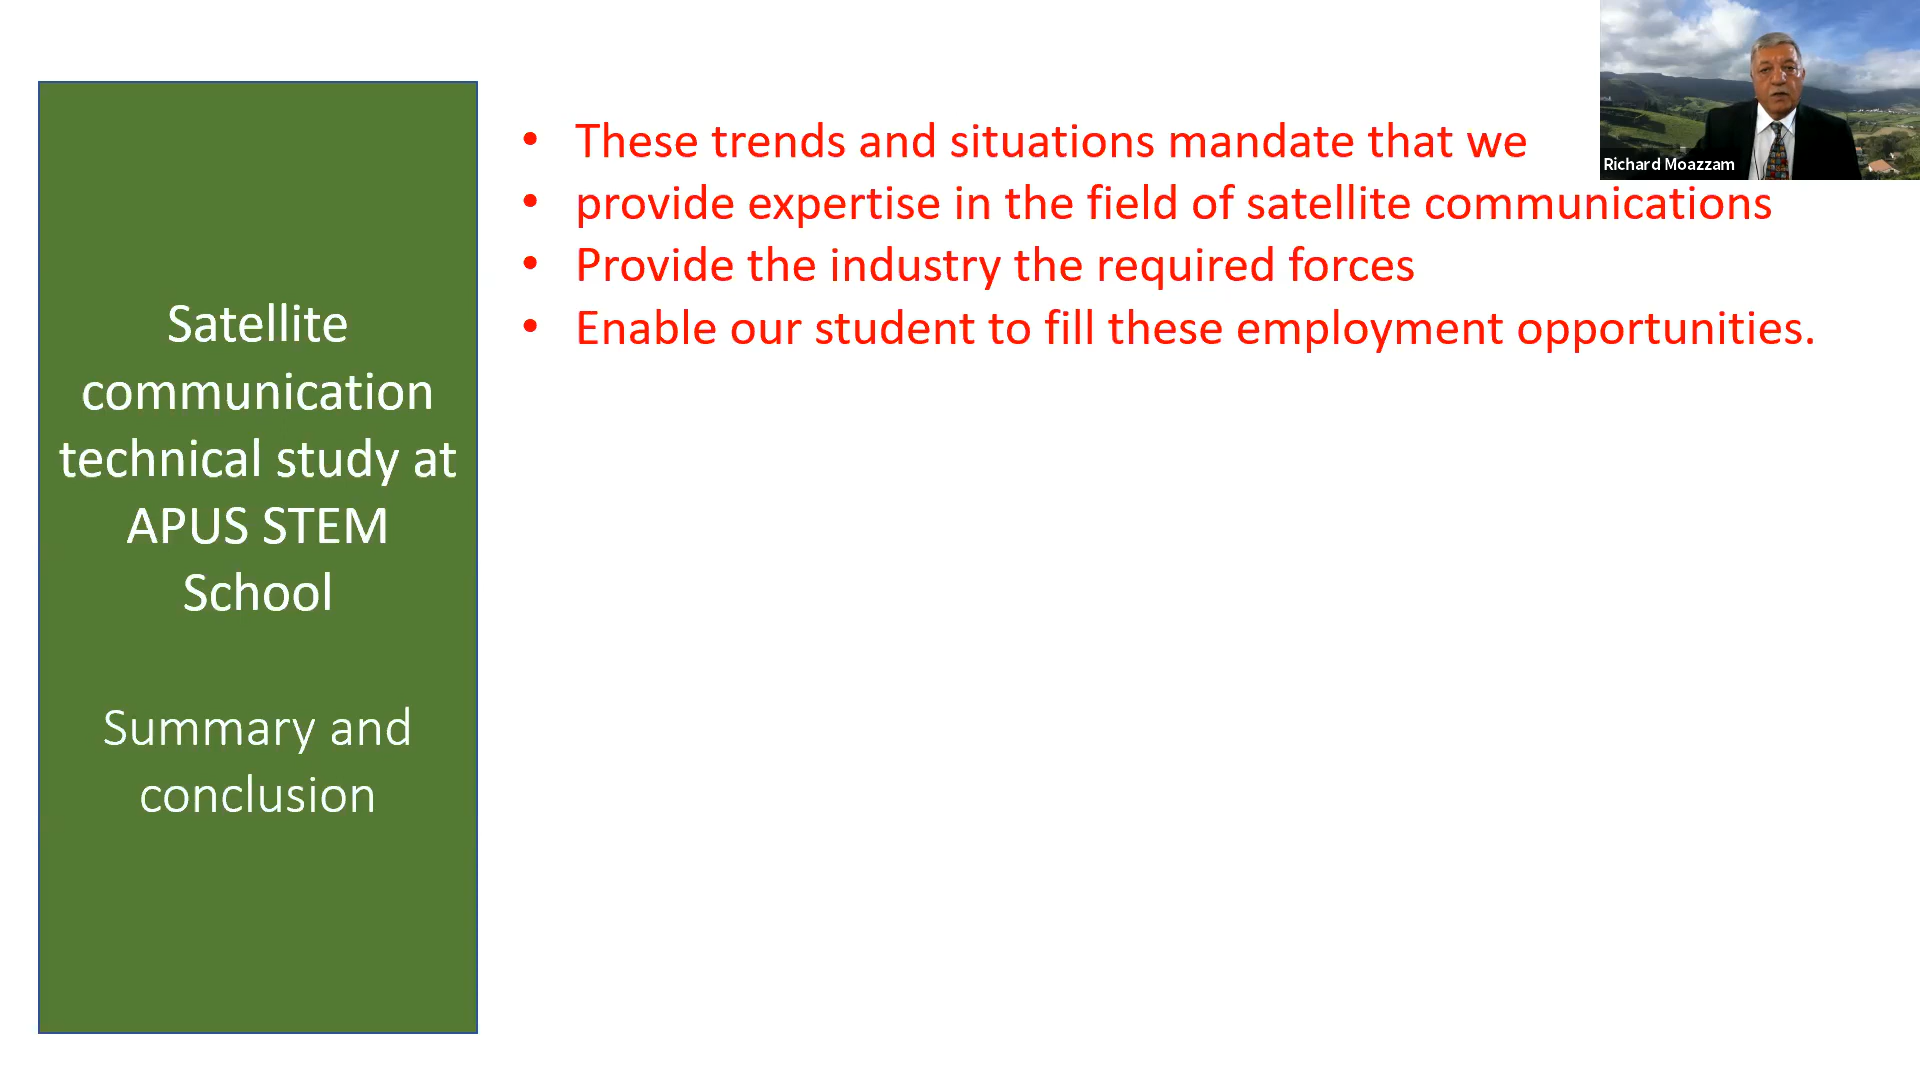 Satellite
communication
technical study at
APUS STEM
School
Summary and
conclusion
• These trends and situations mandate that we
• provide expertise in the field of satellite communications
• Provide the industry the required forces
• Enable our student to fill these employment opportunities.
Richard Moazzam